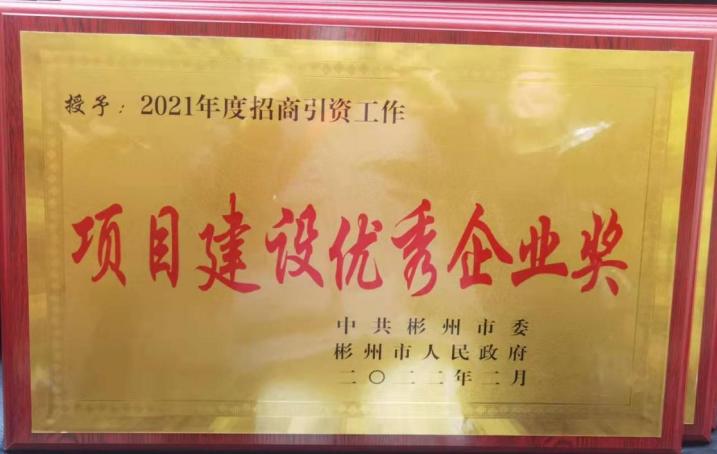 授予：2021年度招商引资工作
项目建设优秀企业奖
中共彬州市委
彬州市人民政府
二〇二二年二月